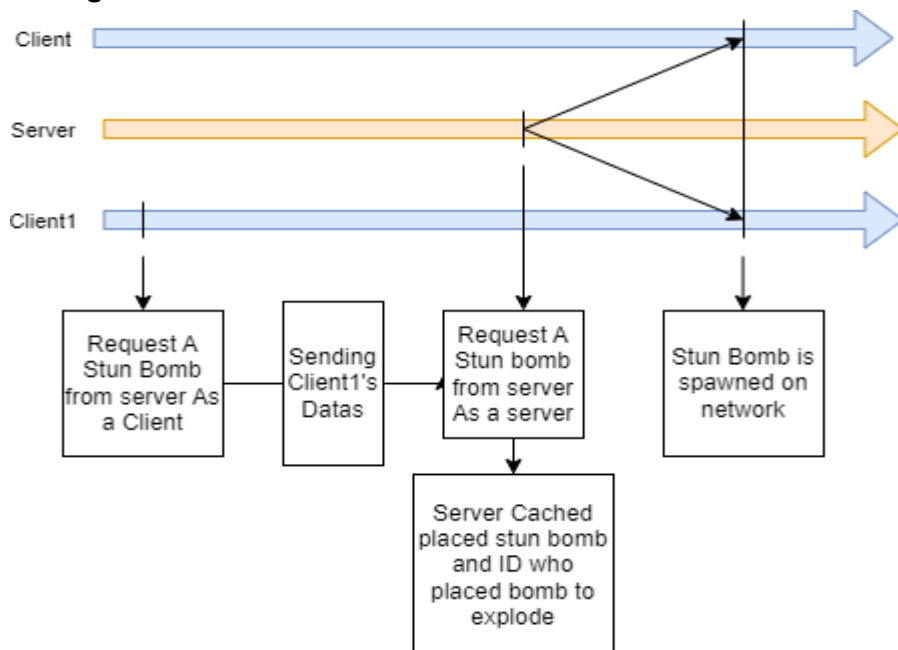 Client
Server
Client1
Request A
Stun Bomb
from server As
a Client
Sending
Client1's
Datas
Request A
Stun bomb
from server
As a server
Stun Bomb is
spawned on
network
Server Cached
placed stun bomb
and ID who
placed bomb to
explode